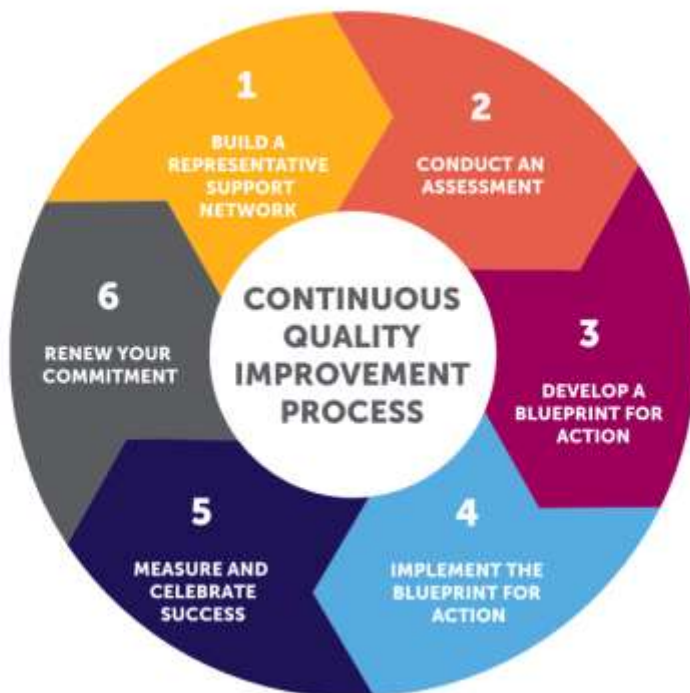 1
BUILD A
REPRESENTATIVE
SUPPORT
NETWORK
2
CONDUCT AN
ASSESSMENT
3
DEVELOP A
BLUEPRINT FOR
ACTION
4
IMPLEMENT THE
BLUEPRINT FOR
ACTION
5
MEASURE AND
CELEBRATE
SUCCESS
6
RENEW YOUR
COMMITMENT
CONTINUOUS
QUALITY
IMPROVEMENT
PROCESS